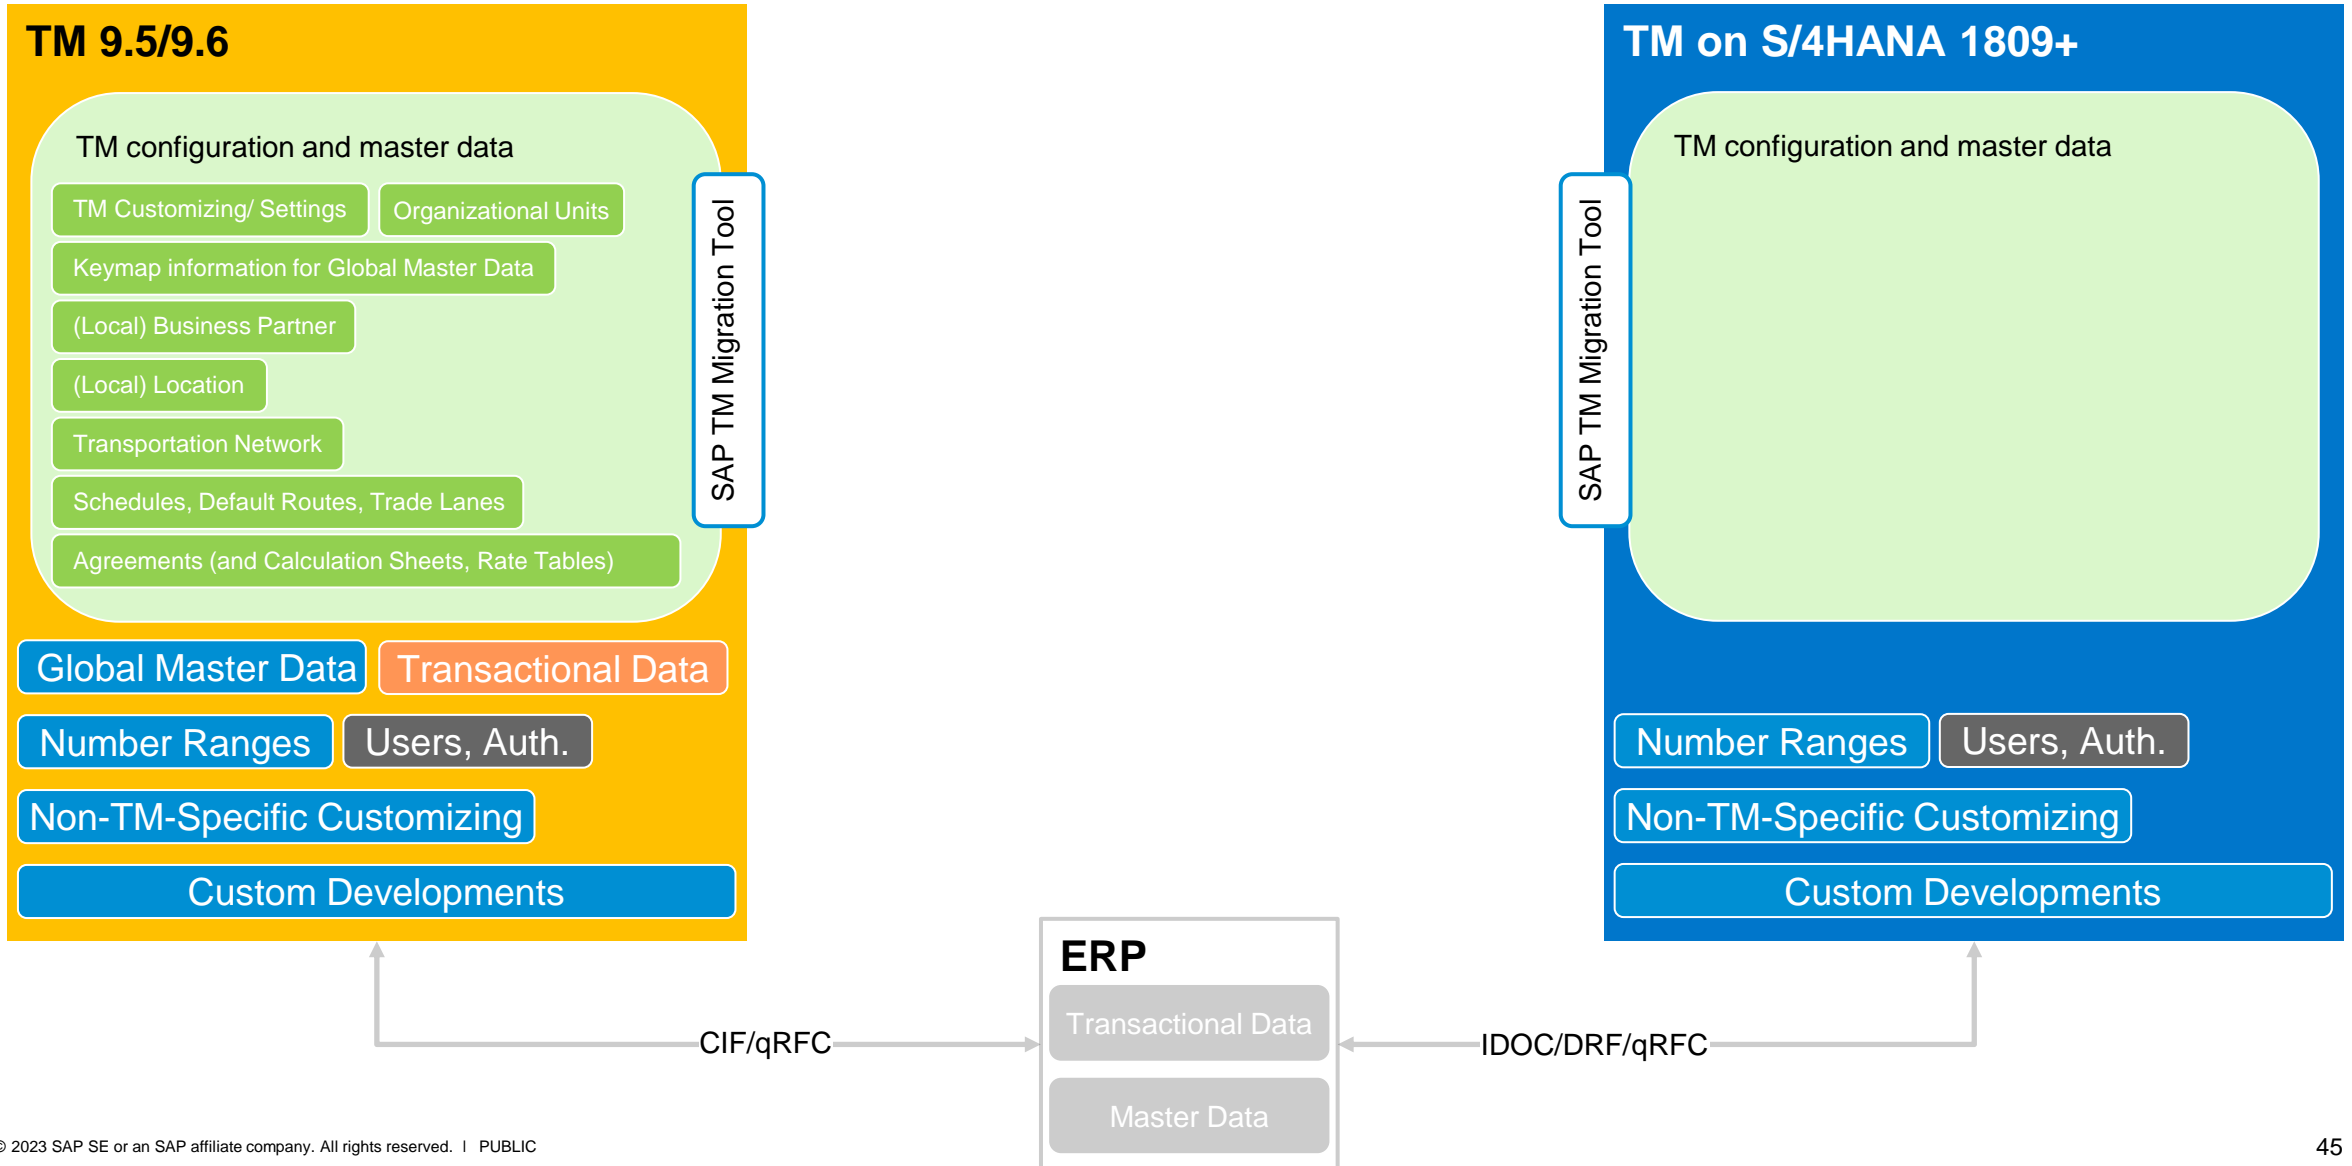 TM 9.5/9.6
TM configuration and master data
TM Customizing/ Settings
Organizational Units
Keymap information for Global Master Data
(Local) Business Partner
(Local) Location
Transportation Network
Schedules, Default Routes, Trade Lanes
Agreements (and Calculation Sheets, Rate Tables)
SAP TM Migration Tool
Global Master Data
Transactional Data
Number Ranges
Users, Auth.
Non-TM-Specific Customizing
Custom Developments
TM on S/4HANA 1809+
TM configuration and master data
SAP TM Migration Tool
Number Ranges
Users, Auth.
Non-TM-Specific Customizing
Custom Developments
CIF/qRFC
ERP
Transactional Data
Master Data
IDOC/DRF/qRFC
© 2023 SAP SE or an SAP affiliate company. All rights reserved. ǀ PUBLIC
45